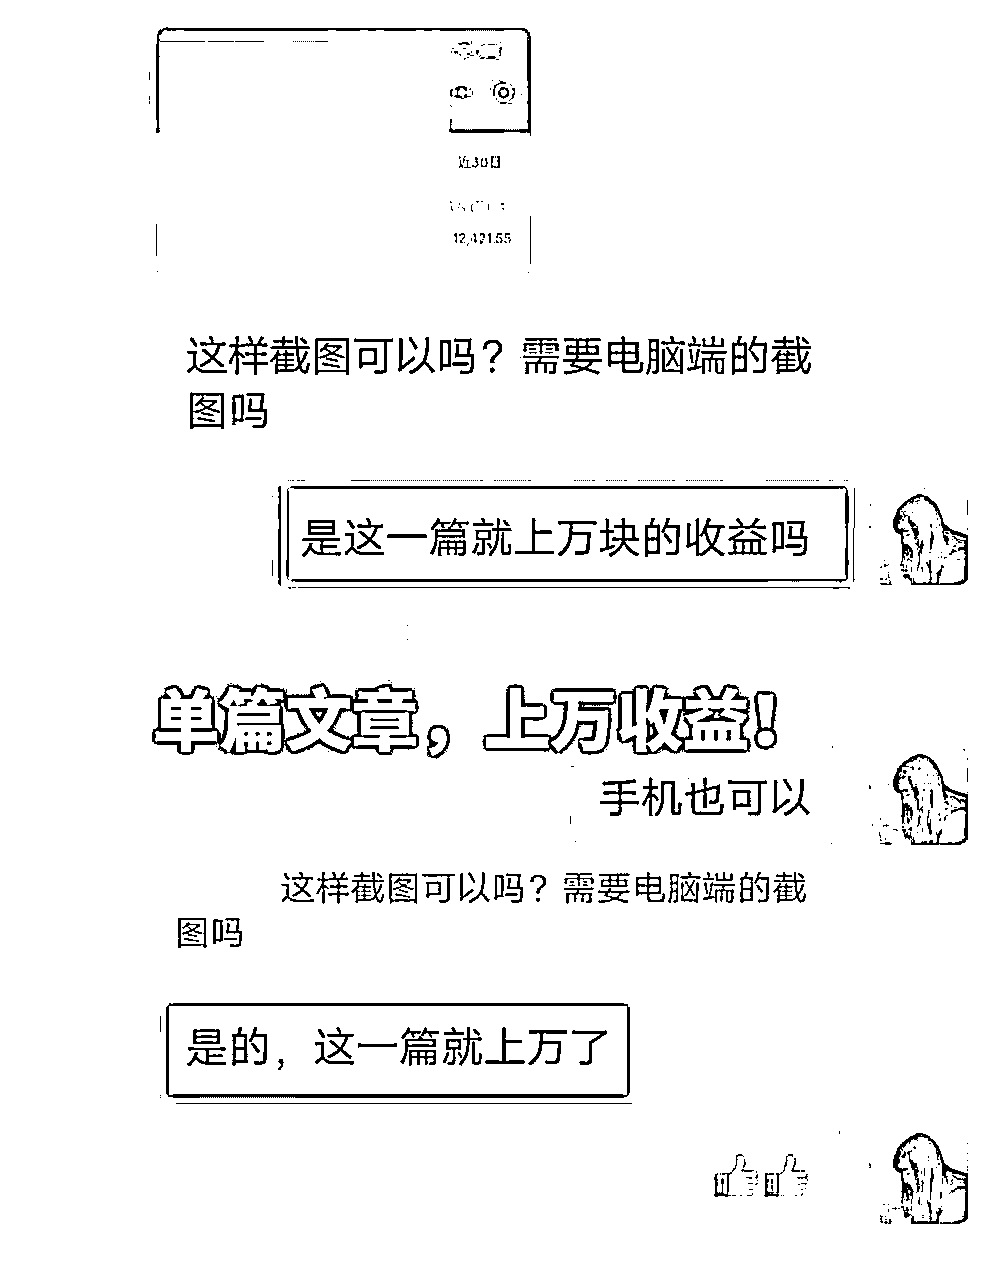 近30日
12,421.55
这样截图可以吗？需要电脑端的截
图吗
是这一篇就上万块的收益吗
单篇文章，上万收益！
手机也可以
这样截图可以吗？需要电脑端的截
图吗
是的，这一篇就上万了